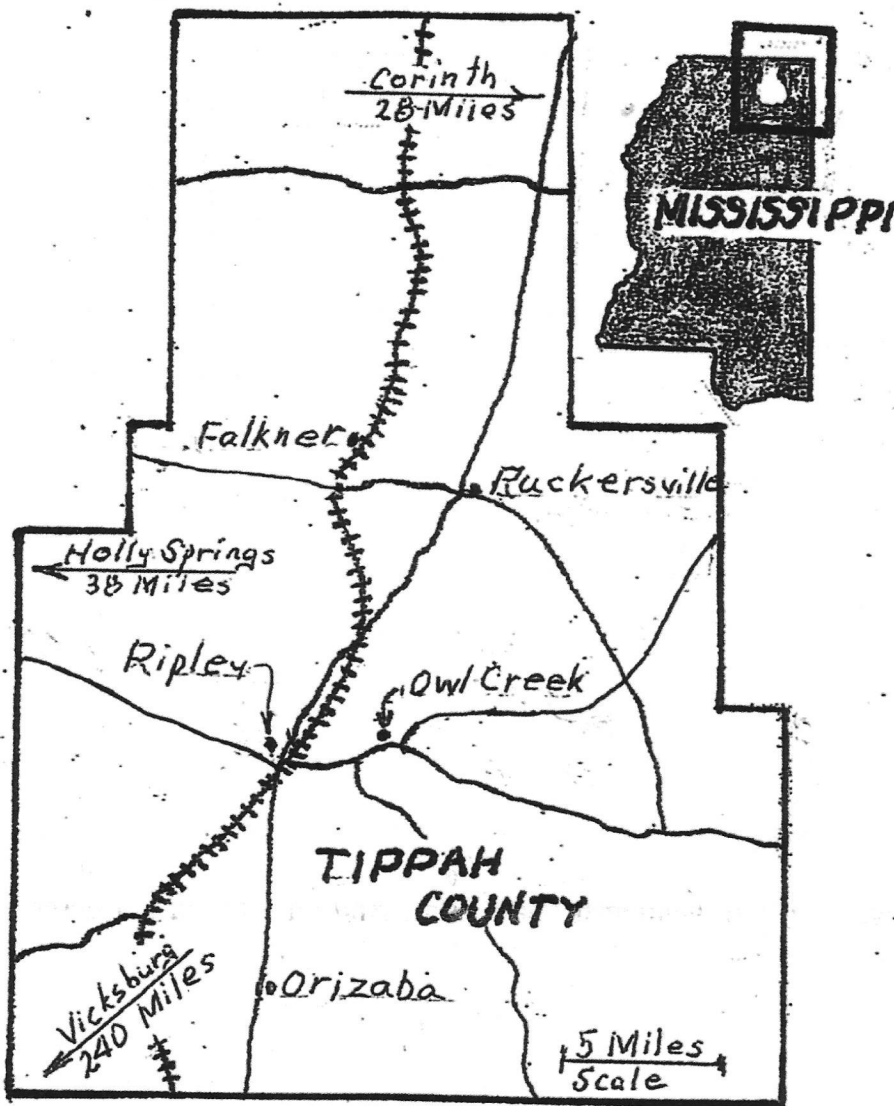 Corinth
28 Miles
MISSISSIPPI
Falkner
Ruckersville
Holly Springs
38 Miles
Ripley
Owl Creek
TIPPAH
COUNTY
Orizaba
Vicksburg
240 Miles
5 Miles
Scale